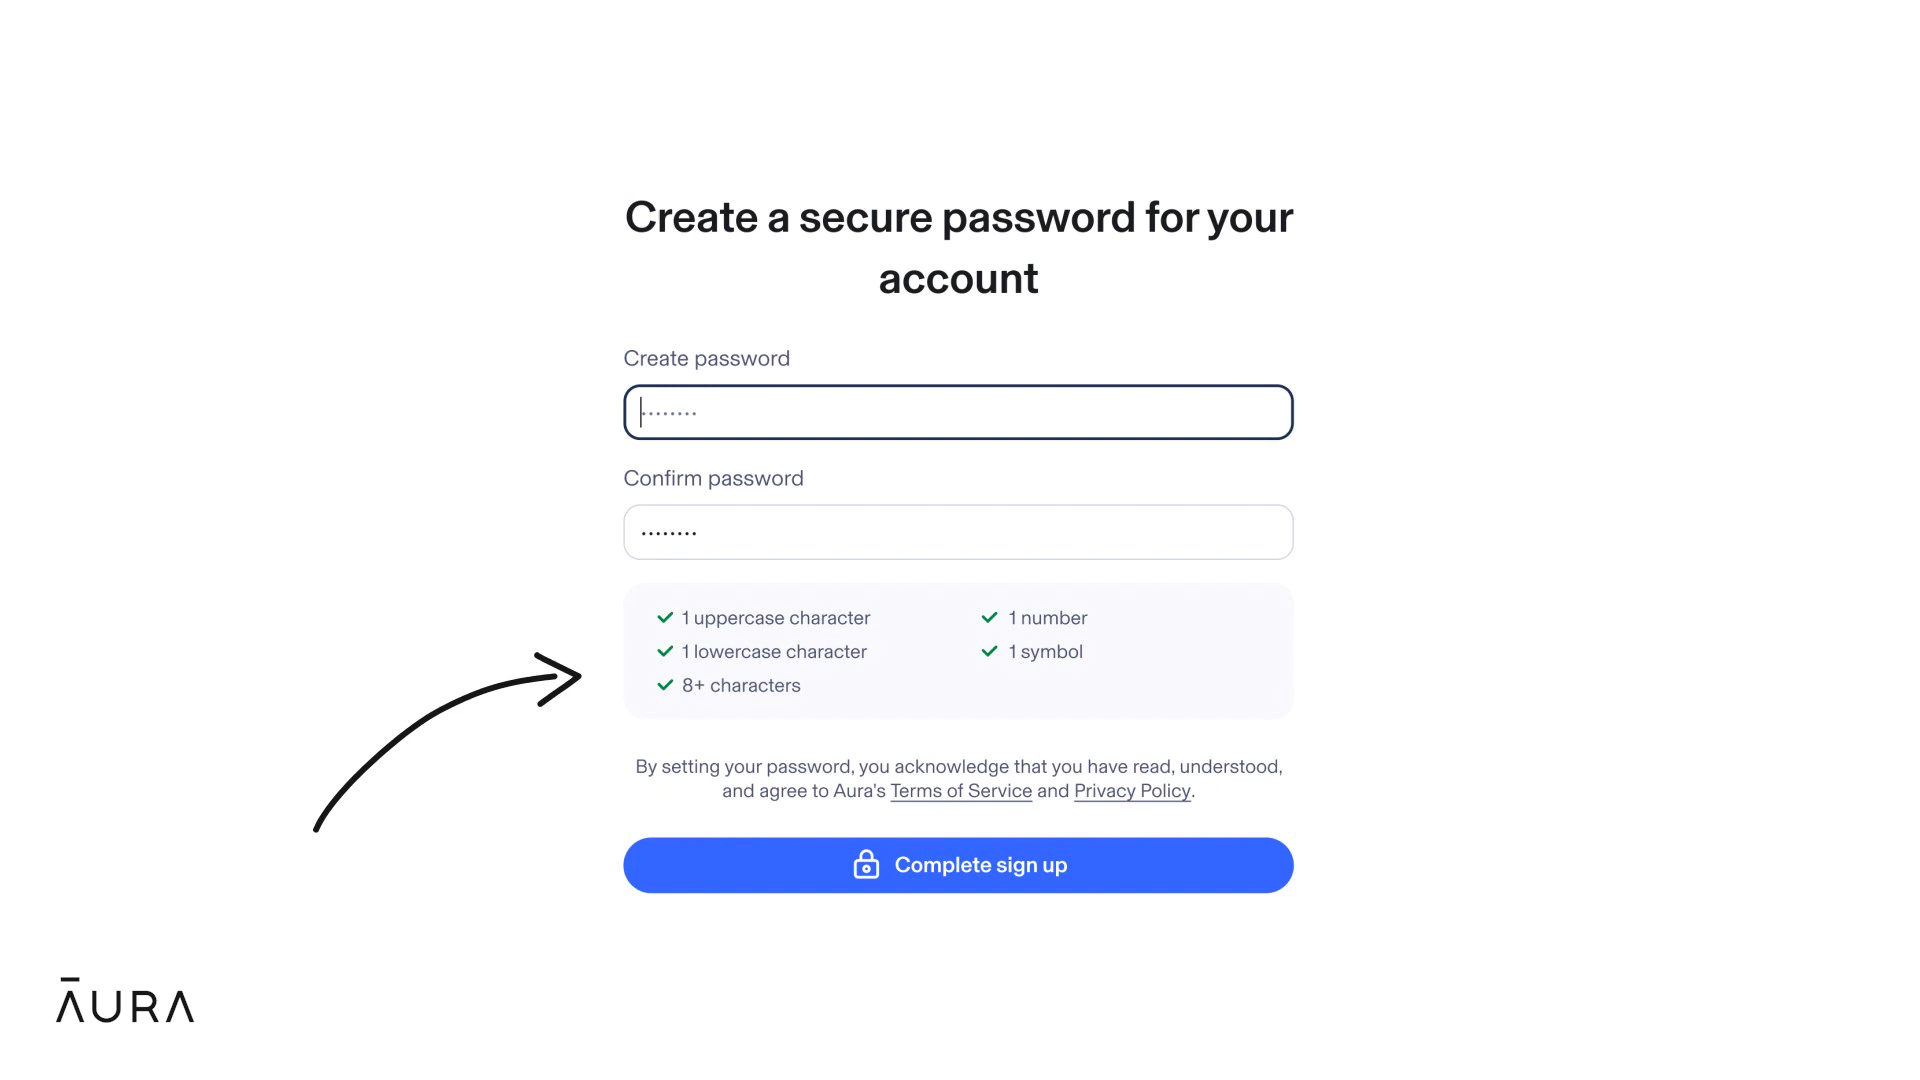 Create a secure password for your
account
Create password
········
Confirm password
········
1 uppercase character
1 number
1 lowercase character
1 symbol
8+ characters
By setting your password, you acknowledge that you have read, understood,
and agree to Aura's Terms of Service and Privacy Policy.
Complete sign up
ĀURA